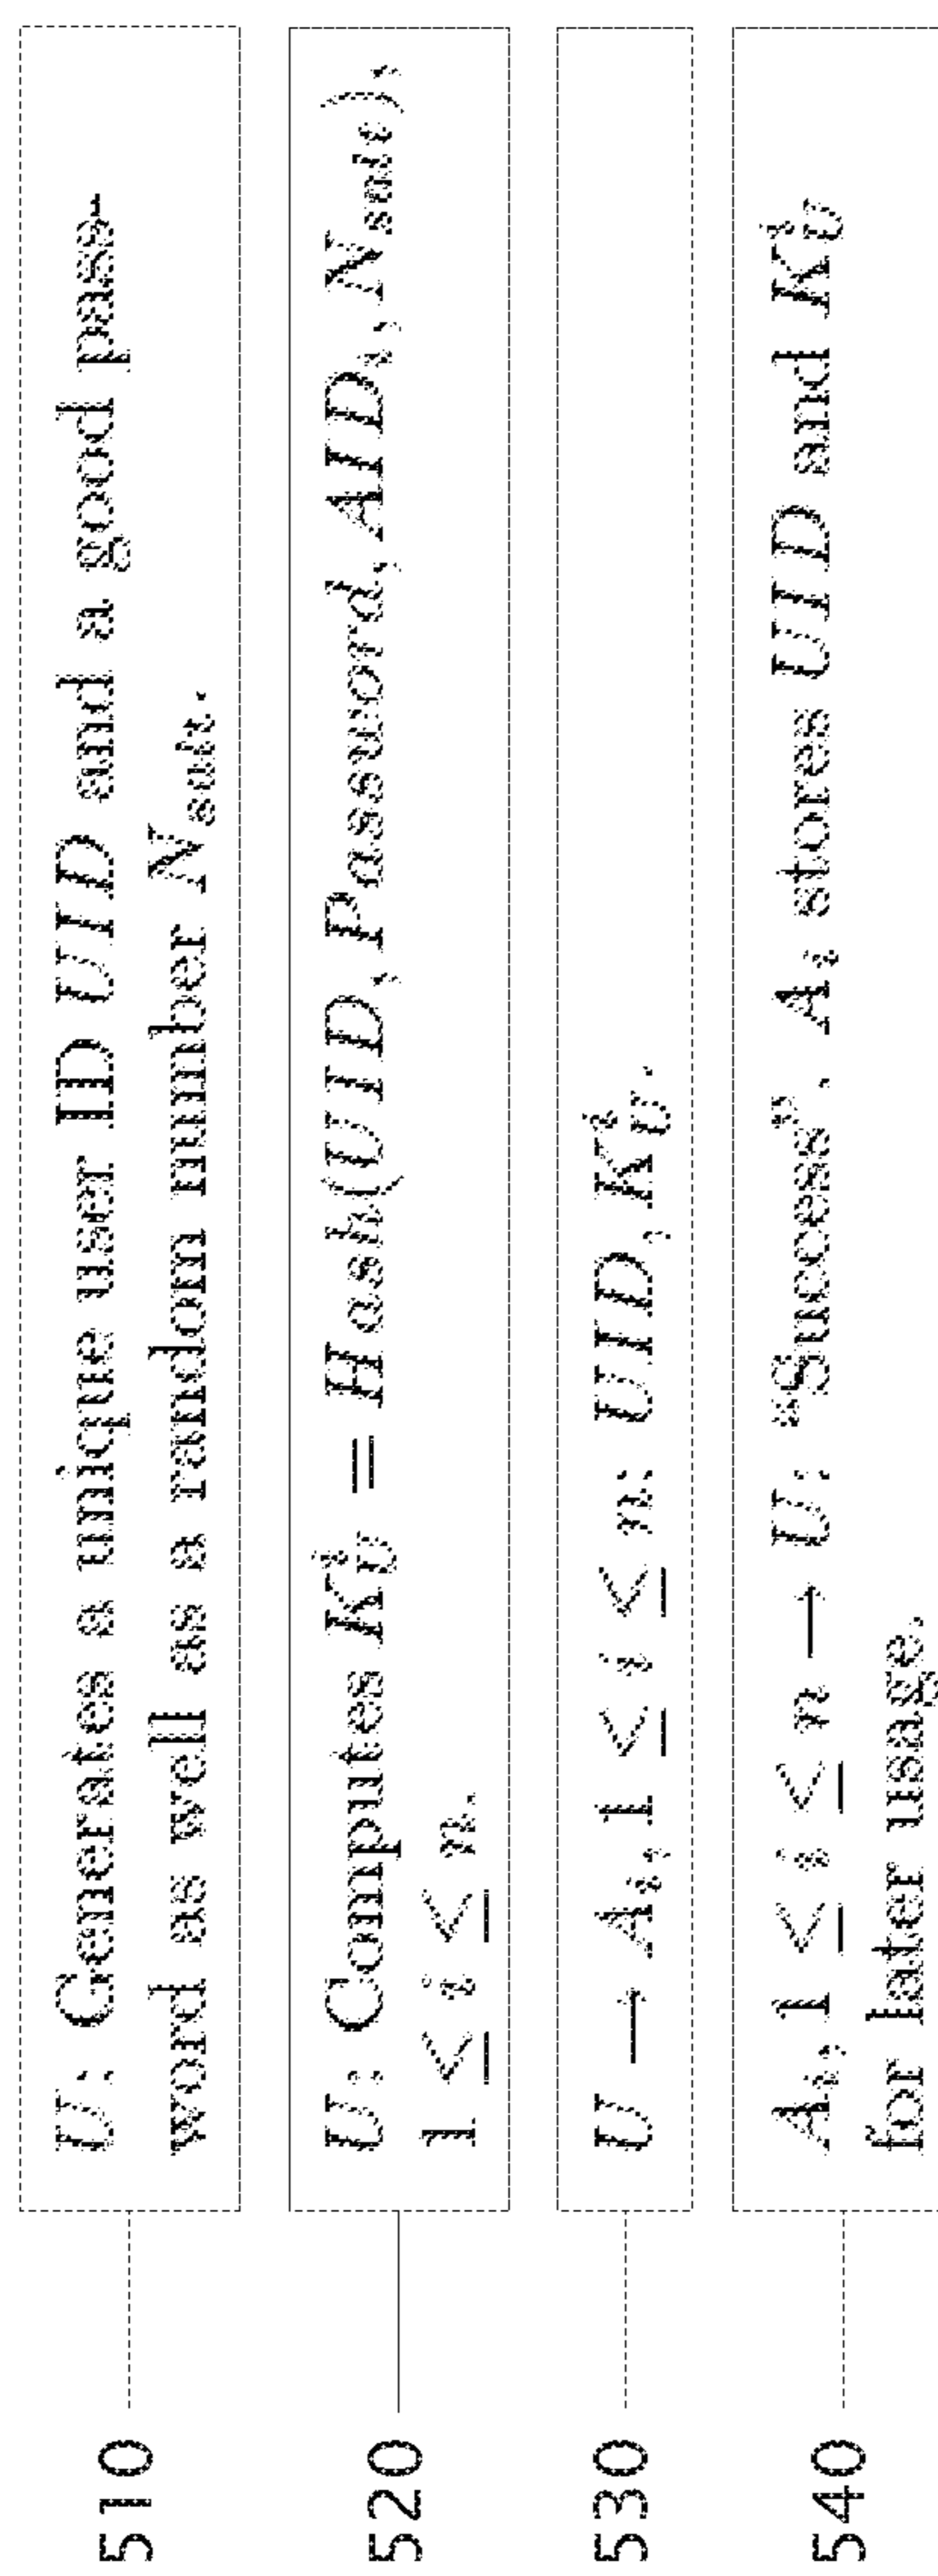 510 U: Generates a unique user ID UID and a good pass-
word as well as a random number N_salt.
520 U: Computes K_U^i = Hash(UID, Password, AID_i, N_salt),
1 ≤ i ≤ n.
530 U → A_i, 1 ≤ i ≤ n: UID, K_U^i.
540 A_i, 1 ≤ i ≤ n → U: "Success". A_i stores UID and K_U^i
for later usage.